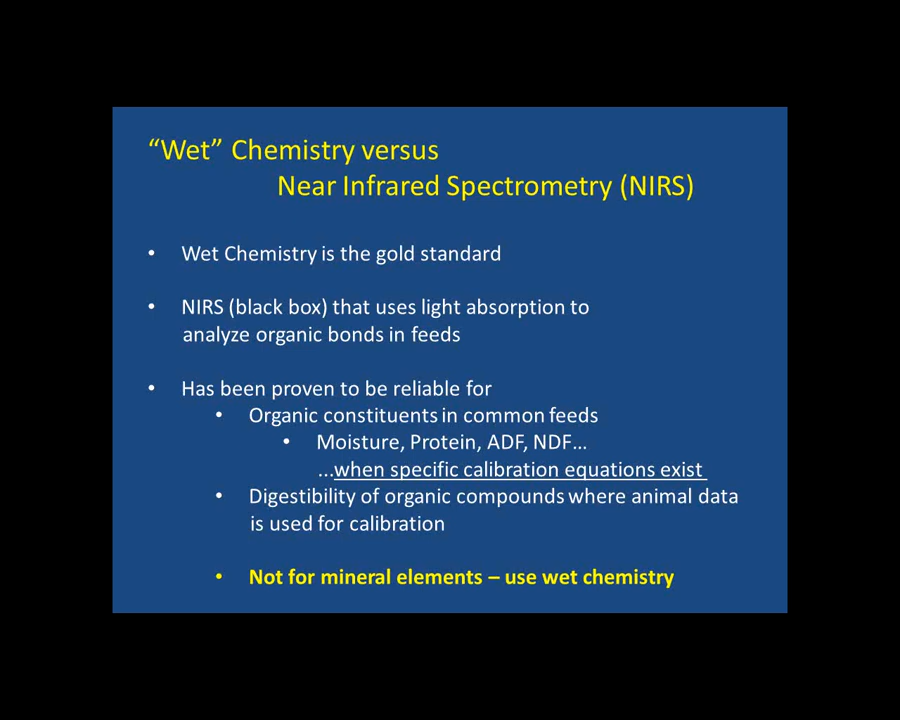 “Wet” Chemistry versus
Near Infrared Spectrometry (NIRS)
• Wet Chemistry is the gold standard
• NIRS (black box) that uses light absorption to
analyze organic bonds in feeds
• Has been proven to be reliable for
• Organic constituents in common feeds
• Moisture, Protein, ADF, NDF...
...when specific calibration equations exist
• Digestibility of organic compounds where animal data
is used for calibration
• Not for mineral elements – use wet chemistry